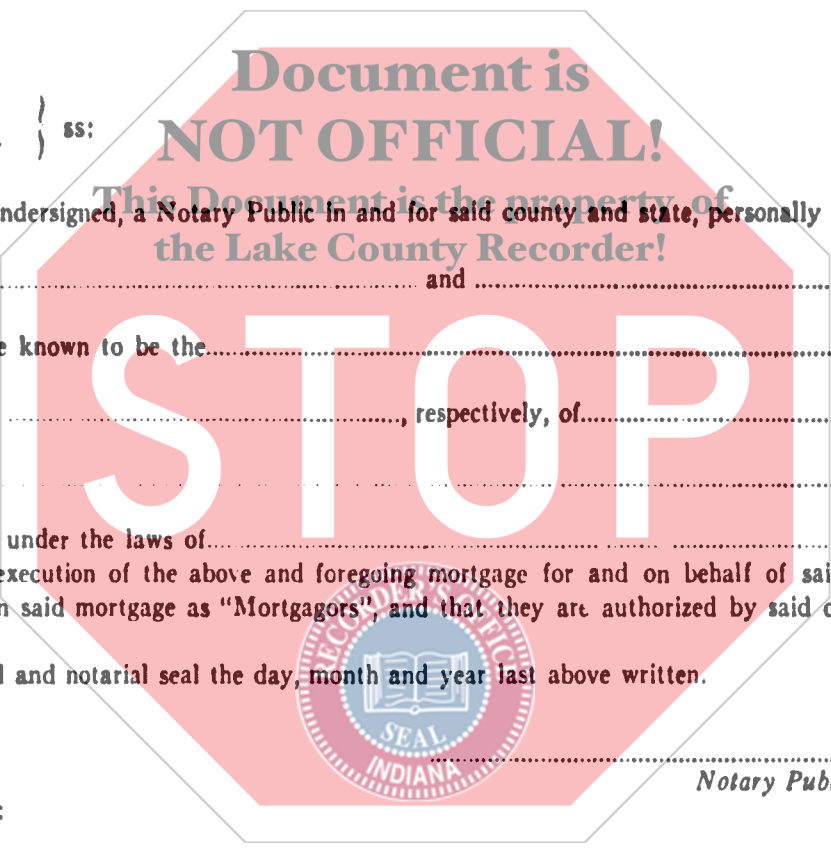 Document is
NOT OFFICIAL!
ss:
This Document is the property of
ndersigned, a Notary Public in and for said county and state, personally
the Lake County Recorder!
and
e known to be the
, respectively, of
STOP
under the laws of
execution of the above and foregoing mortgage for and on behalf of sai
n said mortgage as "Mortgagors", and that they are authorized by said c
l and notarial seal the day, month and year last above written.
RECORDER'S OFFICE
SEAL
INDIANA
Notary Publ
: